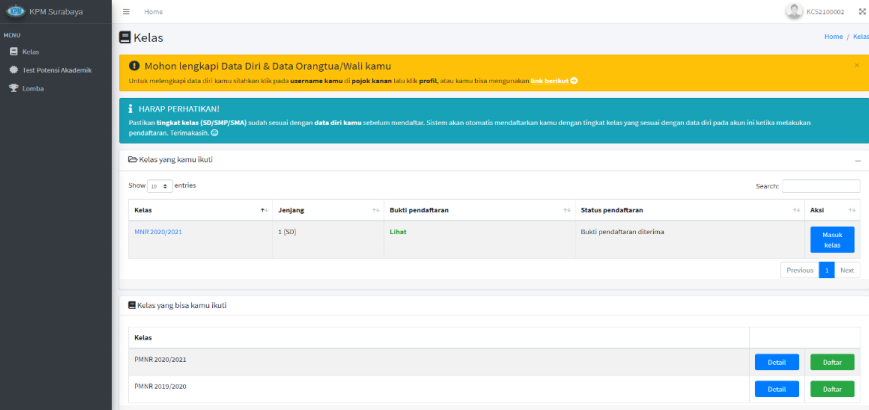 KPM Surabaya
Home
KCS2100002
MENU
Kelas
Test Potensi Akademik
Lomba
Kelas
Home / Kelas
Mohon lengkapi Data Diri & Data Orangtua/Wali kamu
×
Untuk melengkapi data diri kamu silahkan klik pada username kamu di pojok kanan lalu klik profil, atau kamu bisa mengunakan link berikut
HARAP PERHATIKAN!
Pastikan tingkat kelas (SD/SMP/SMA) sudah sesuai dengan data diri kamu sebelum mendaftar. Sistem akan otomatis mendaftarkan kamu dengan tingkat kelas yang sesuai dengan data diri pada akun ini ketika melakukan
pendaftaran. Terimakasih.
Kelas yang kamu ikuti
Show 10 entries
Search:
Kelas Jenjang Bukti pendaftaran Status pendaftaran Aksi
MNR 2020/2021 1 (SD) Lihat Bukti pendaftaran diterima Masuk
kelas
Previous 1 Next
Kelas yang bisa kamu ikuti
Kelas
PMNR 2020/2021 Detail Daftar
PMNR 2019/2020 Detail Daftar